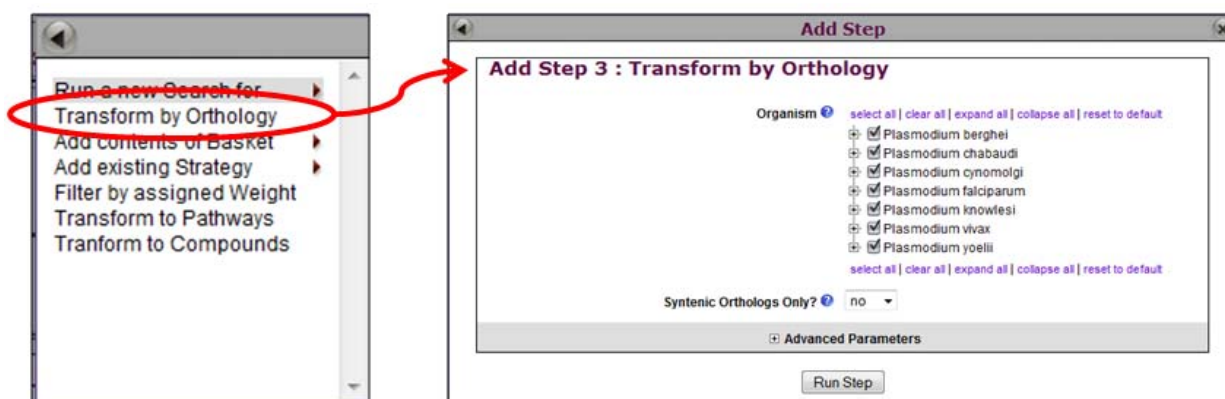 Run a new Search for
Transform by Orthology
Add contents of Basket
Add existing Strategy
Filter by assigned Weight
Transform to Pathways
Tranform to Compounds
Add Step
Add Step 3 : Transform by Orthology
Organism
select all | clear all | expand all | collapse all | reset to default
Plasmodium berghei
Plasmodium chabaudi
Plasmodium cynomolgi
Plasmodium falciparum
Plasmodium knowlesi
Plasmodium vivax
Plasmodium yoelii
select all | clear all | expand all | collapse all | reset to default
Syntenic Orthologs Only? no
Advanced Parameters
Run Step